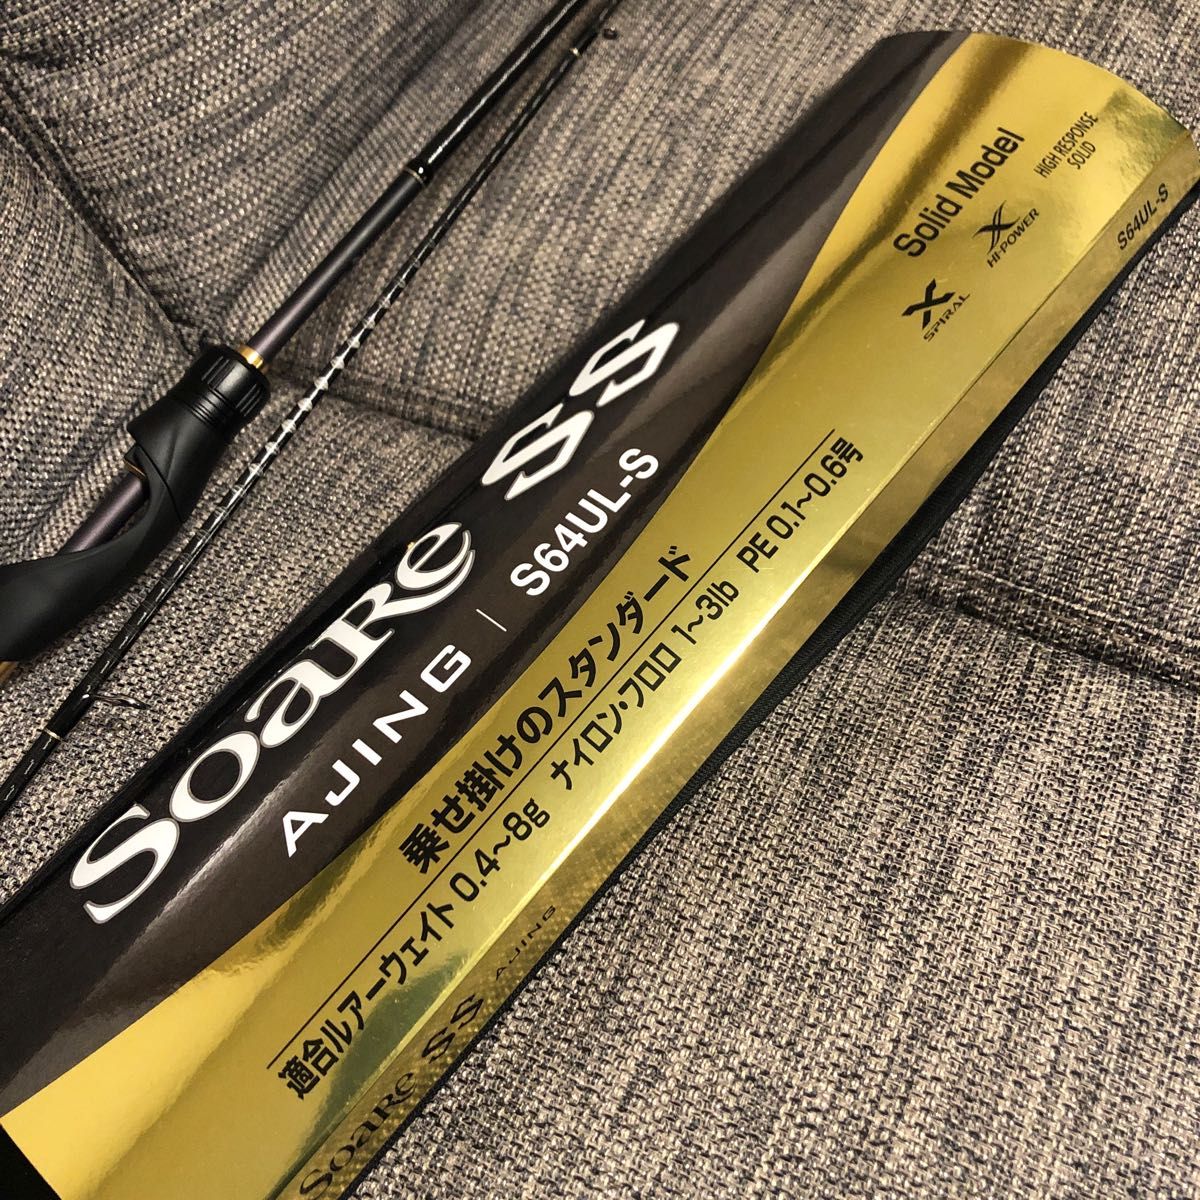 Soare SS
AJING | S64UL-S
乗せ掛けのスタンダード
適合ルアーウェイト 0.4~8g ナイロン・フロロ 1~3lb PE 0.1~0.6号
Solid Model
X SPIRAL
X HI-POWER
HIGH RESPONSE
SOLID
S64UL-S
Soare SS AJING